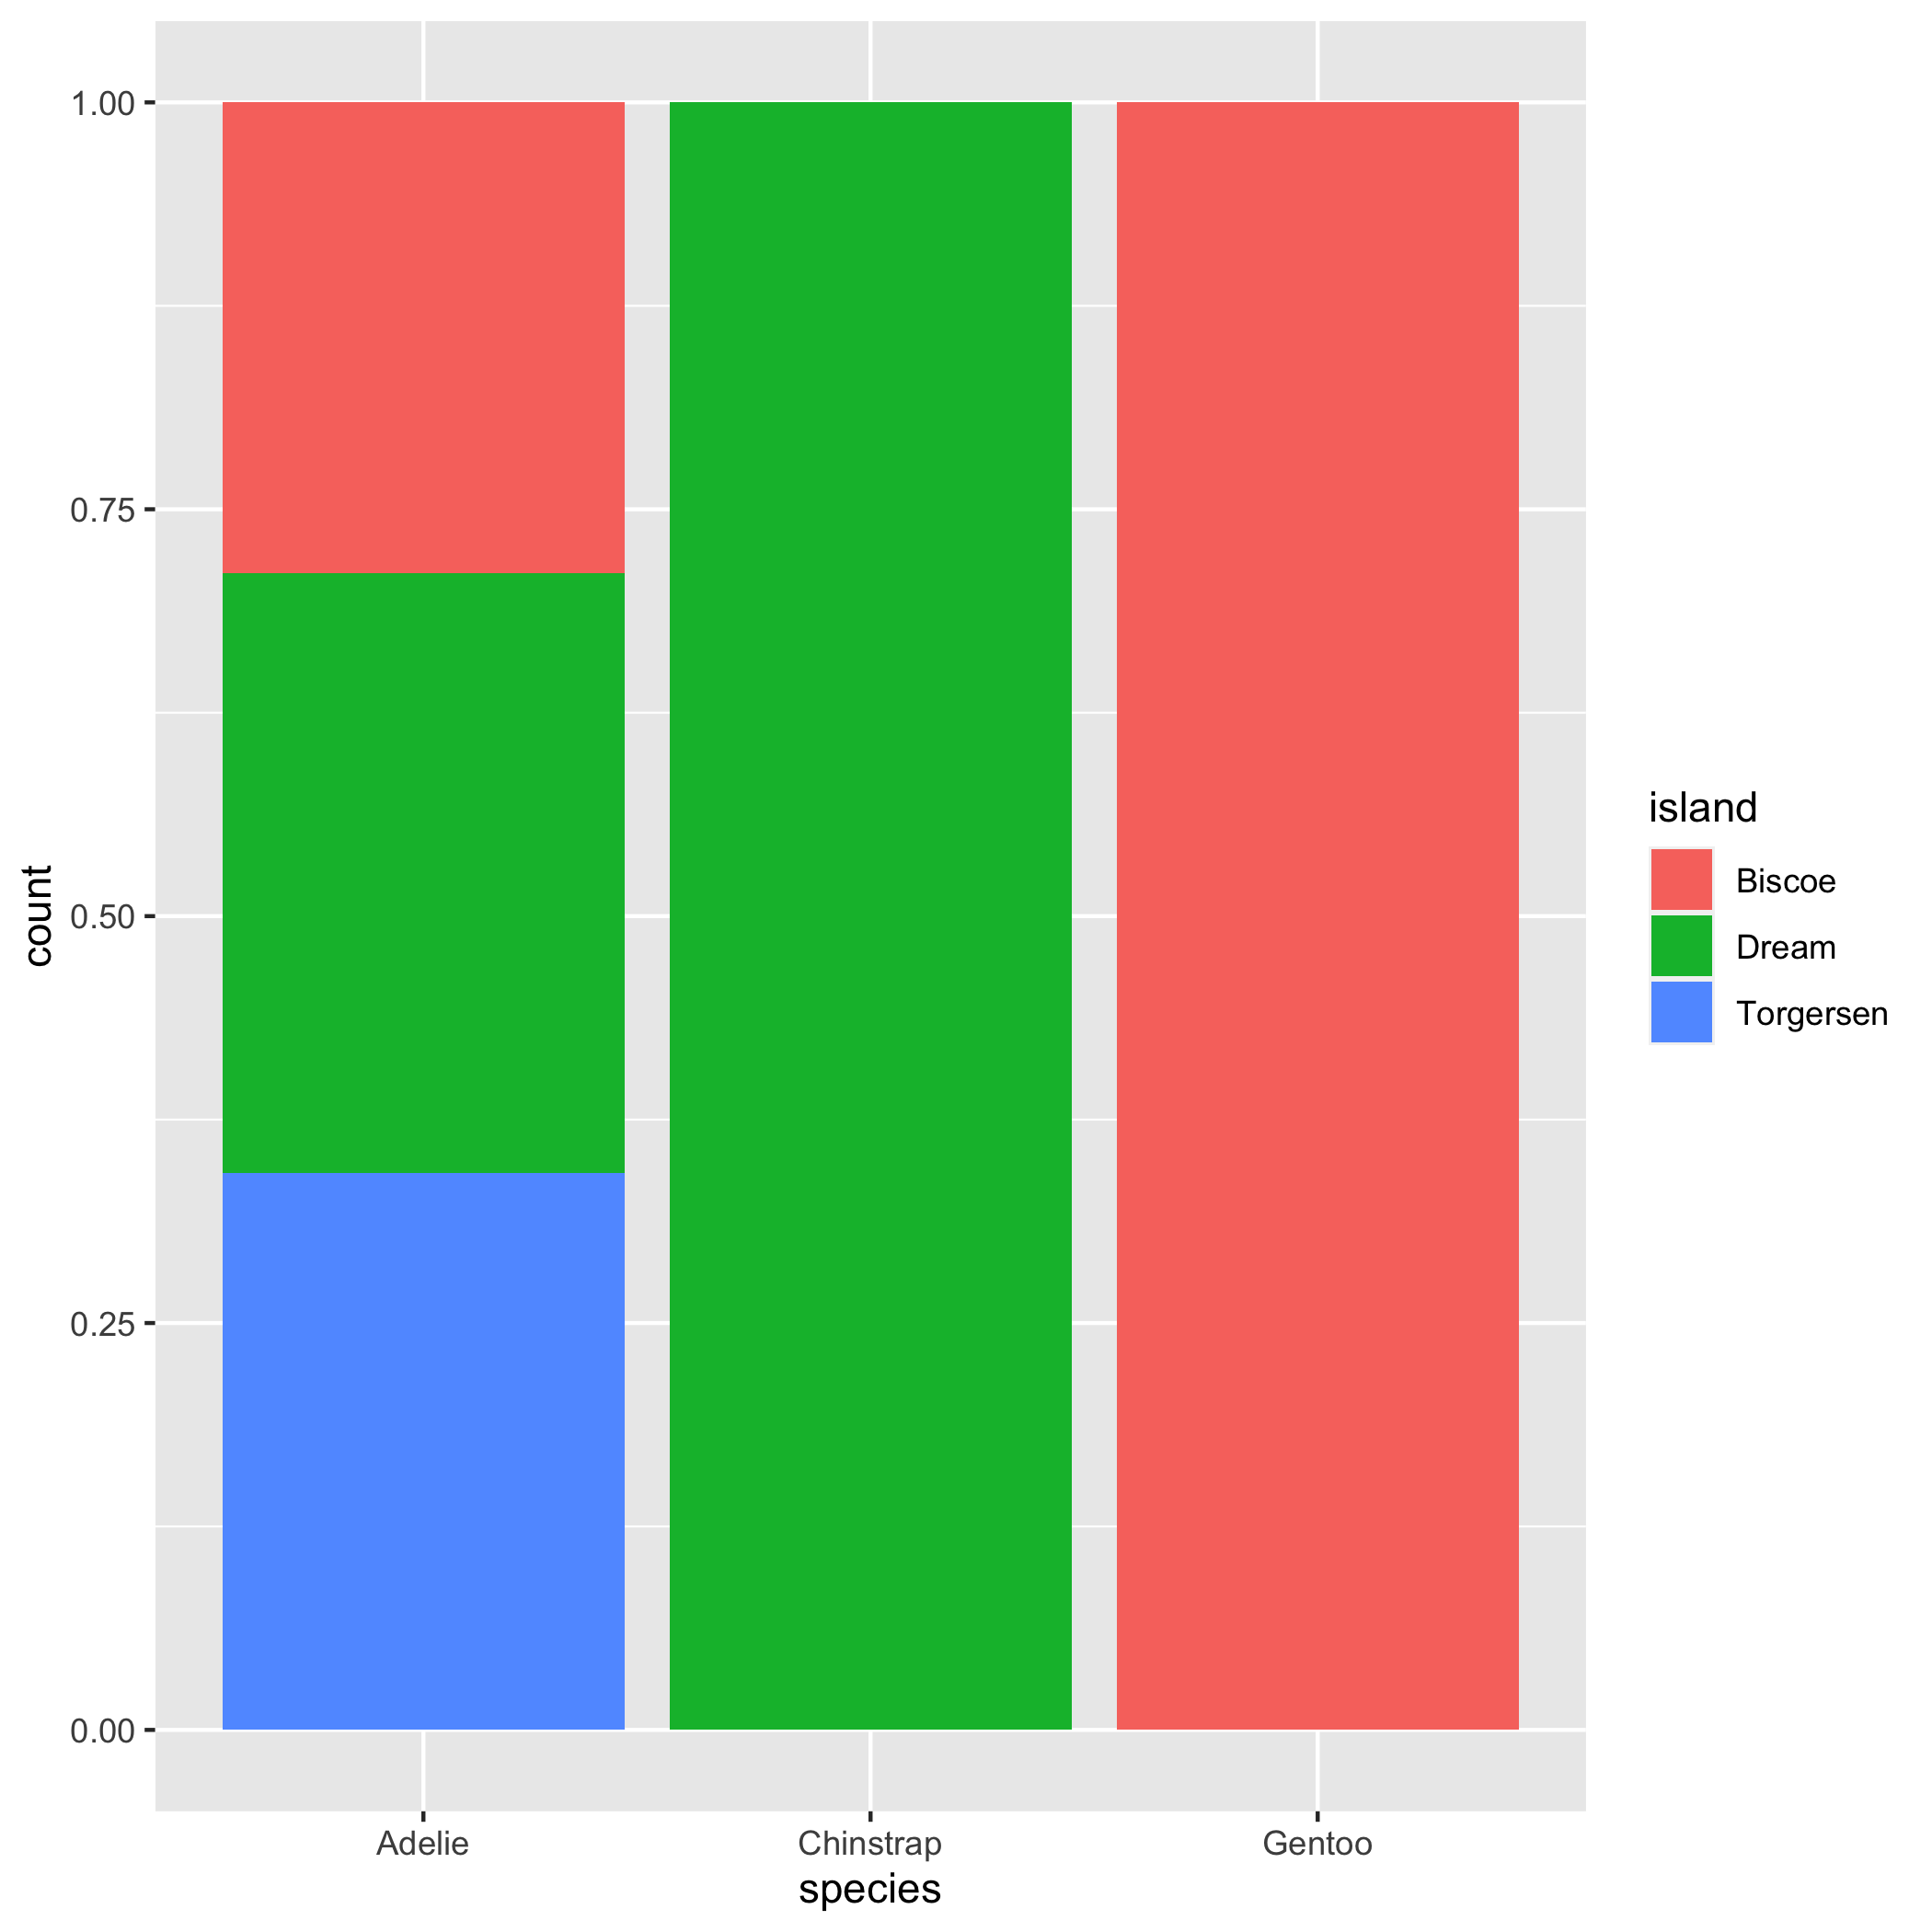 1.00
0.75
0.50
0.25
0.00
count
Adelie Chinstrap Gentoo
species
island
Biscoe
Dream
Torgersen